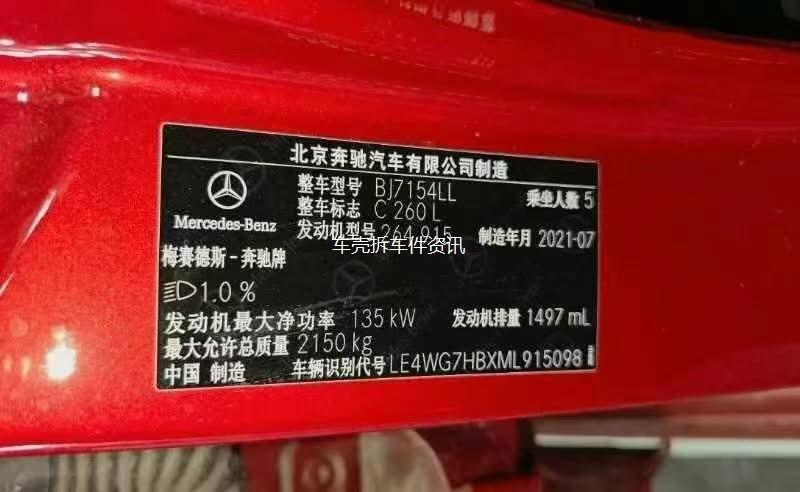 北京奔驰汽车有限公司制造
整车型号 BJ7154LL 乘坐人数 5
整车标志 C 260 L
发动机型号 264 915 制造年月 2021-07
Mercedes-Benz
车壳拆车件资讯
梅赛德斯-奔驰牌
1.0 %
发动机最大净功率 135 kW 发动机排量 1497 mL
最大允许总质量 2150 kg
中国 制造 车辆识别代号 LE4WG7HBXML915098